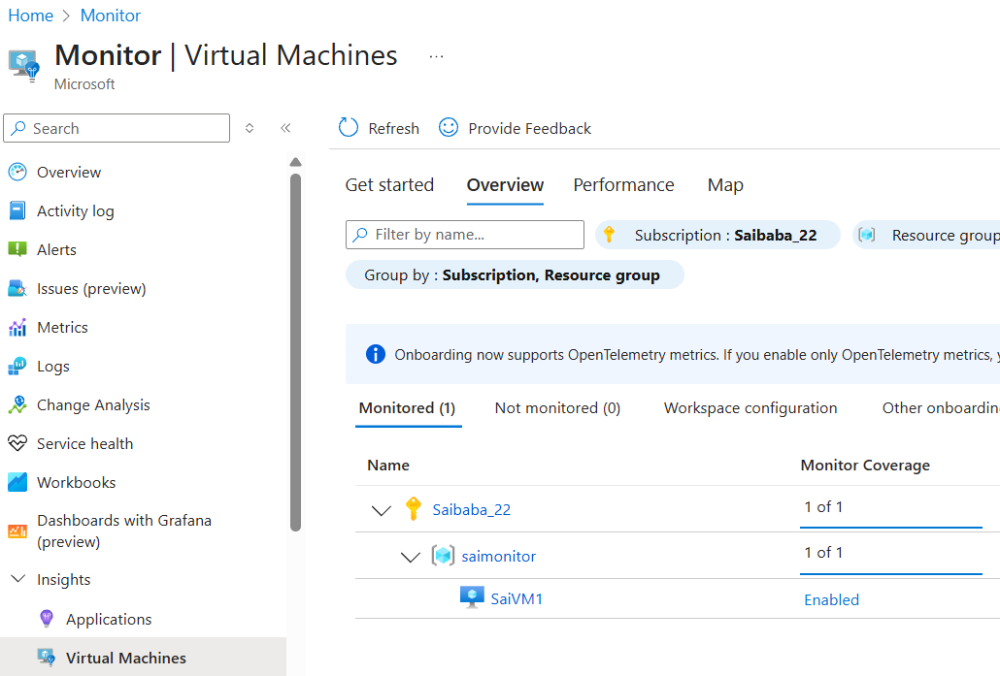 Home > Monitor
Monitor | Virtual Machines ...
Microsoft
Search
Overview
Activity log
Alerts
Issues (preview)
Metrics
Logs
Change Analysis
Service health
Workbooks
Dashboards with Grafana
(preview)
Insights
Applications
Virtual Machines
Refresh
Provide Feedback
Get started
Overview
Performance
Map
Filter by name...
Subscription : Saibaba_22
Resource group
Group by : Subscription, Resource group
Onboarding now supports OpenTelemetry metrics. If you enable only OpenTelemetry metrics,
Monitored (1)
Not monitored (0)
Workspace configuration
Other onboardin
Name
Monitor Coverage
Saibaba_22
1 of 1
saimonitor
1 of 1
SaiVM1
Enabled